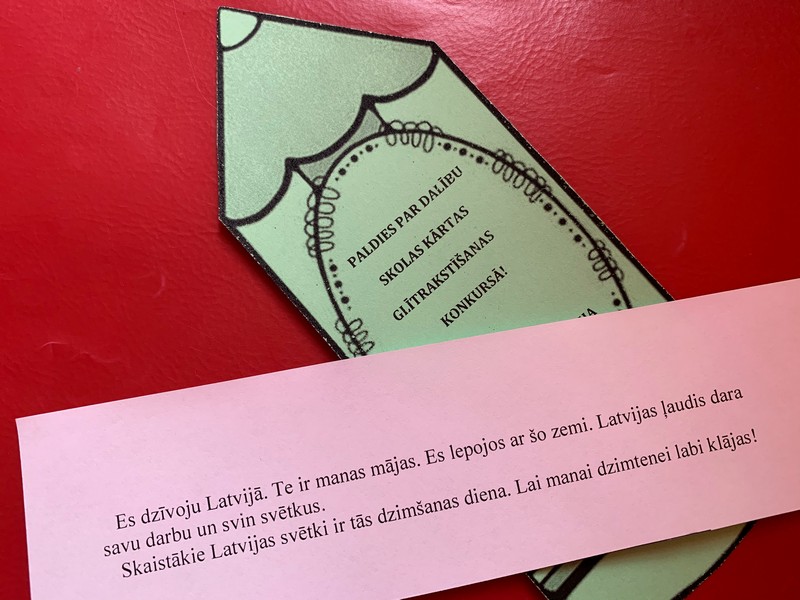 PALDIES PAR DALĪBU
SKOLAS KĀRTAS
GLĪTRAKSTĪŠANAS
KONKURSĀ!
Es dzīvoju Latvijā. Te ir manas mājas. Es lepojos ar šo zemi. Latvijas ļaudis dara
savu darbu un svin svētkus.
Skaistākie Latvijas svētki ir tās dzimšanas diena. Lai manai dzimtenei labi klājas!